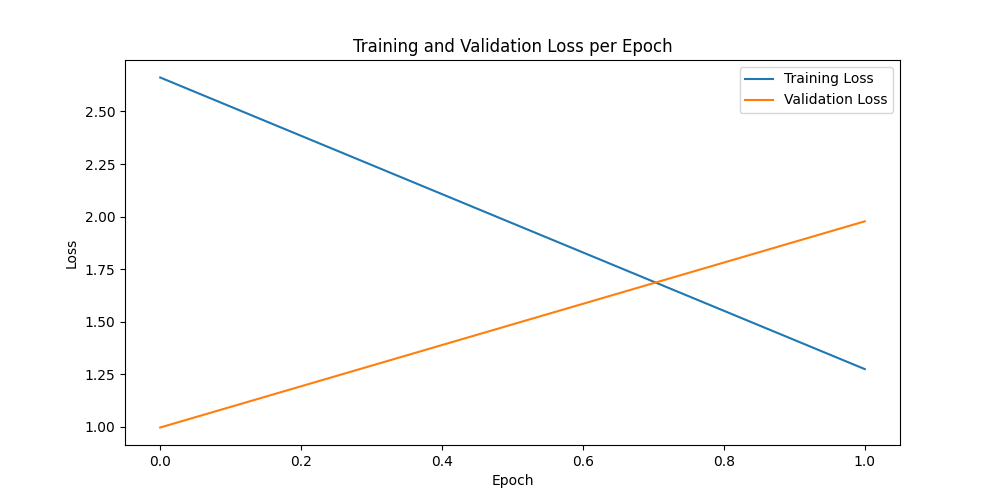 Training and Validation Loss per Epoch
Training Loss
Validation Loss
2.50
2.25
2.00
1.75
1.50
1.25
1.00
Loss
0.0 0.2 0.4 0.6 0.8 1.0
Epoch